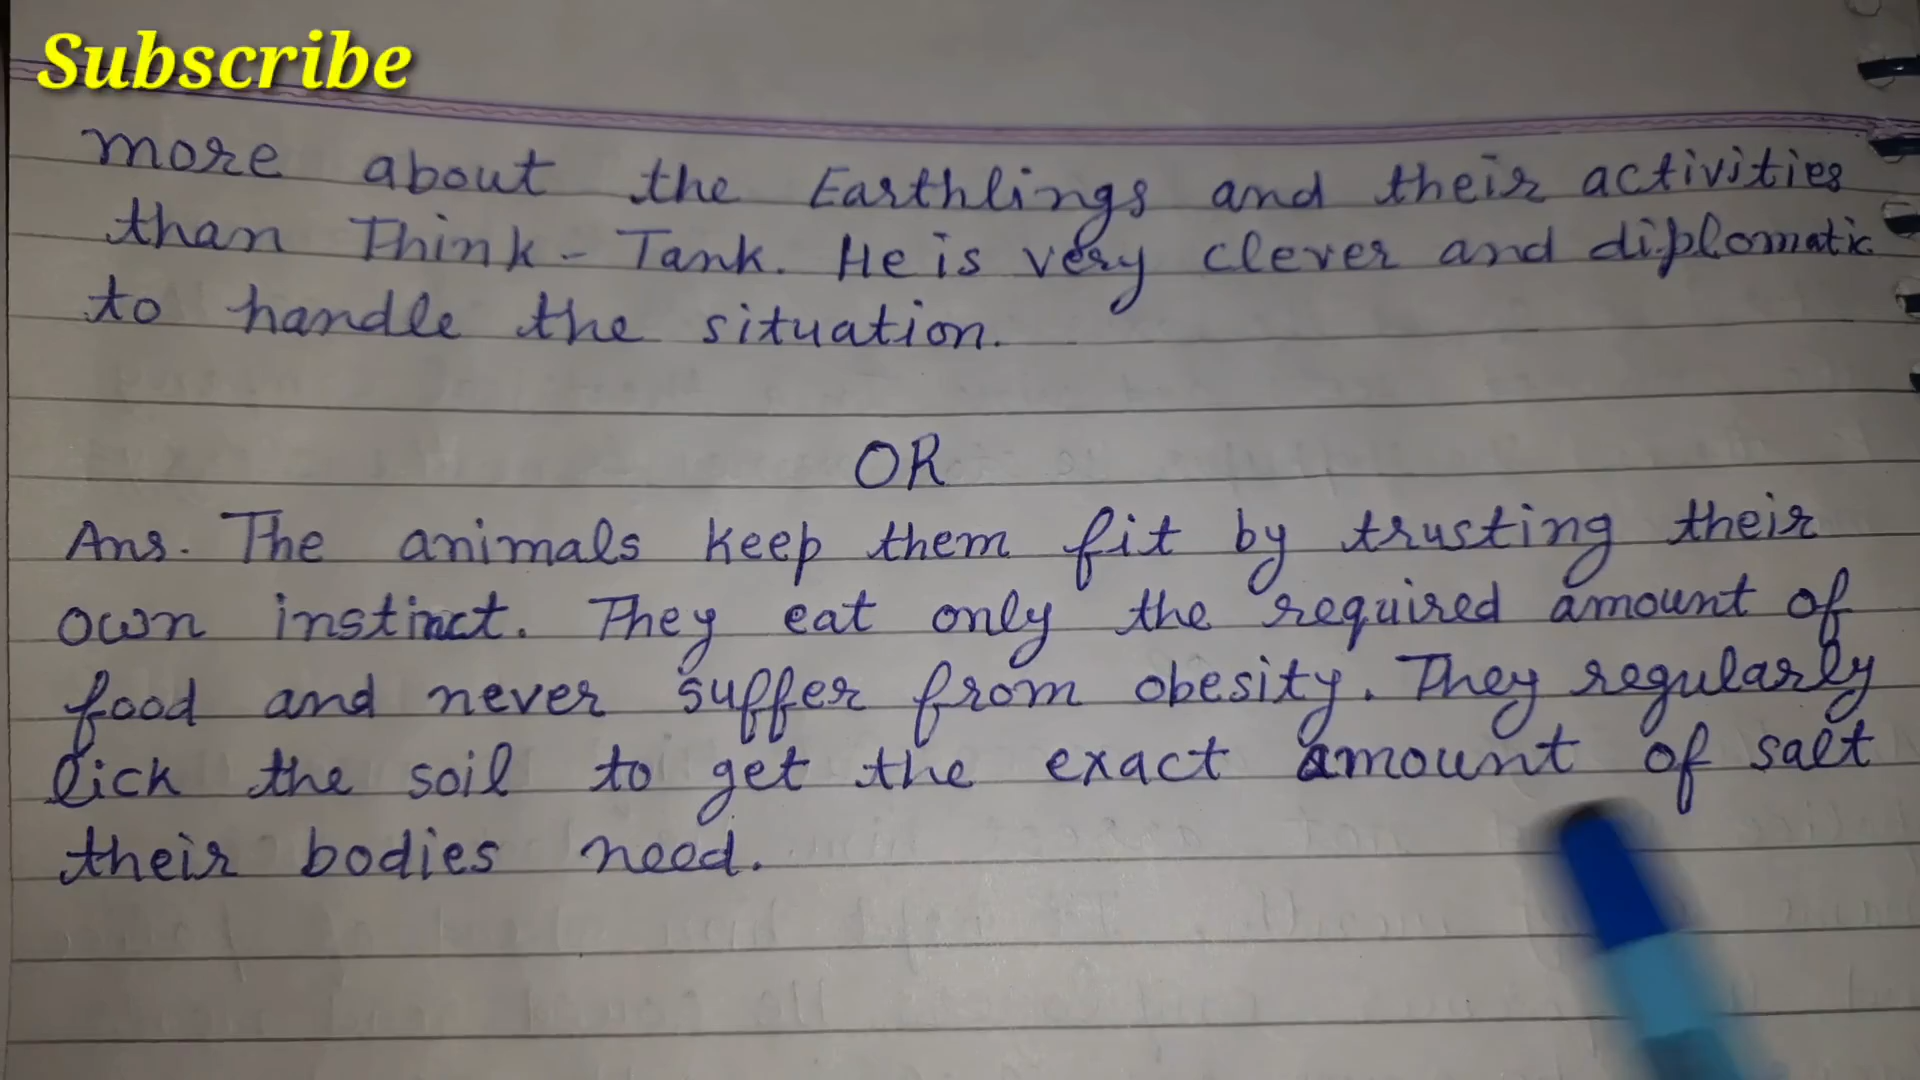 Subscribe
more about the Earthlings and their activities
than Think-Tank. He is very clever and diplomatic
to handle the situation.
OR
Ans. The animals keep them fit by trusting their
own instinct. They eat only the required amount of
food and never suffer from obesity. They regularly
lick the soil to get the exact amount of salt
their bodies need.